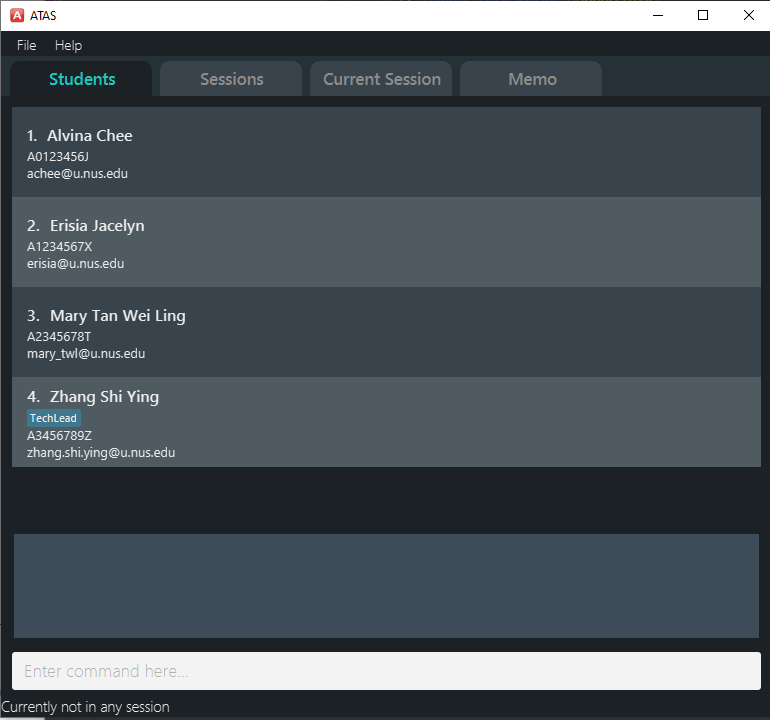 A ATAS
File Help
Students Sessions Current Session Memo
1. Alvina Chee
A0123456J
achee@u.nus.edu
2. Erisia Jacelyn
A1234567X
erisia@u.nus.edu
3. Mary Tan Wei Ling
A2345678T
mary_twl@u.nus.edu
4. Zhang Shi Ying
TechLead
A3456789Z
zhang.shi.ying@u.nus.edu
Enter command here...
Currently not in any session